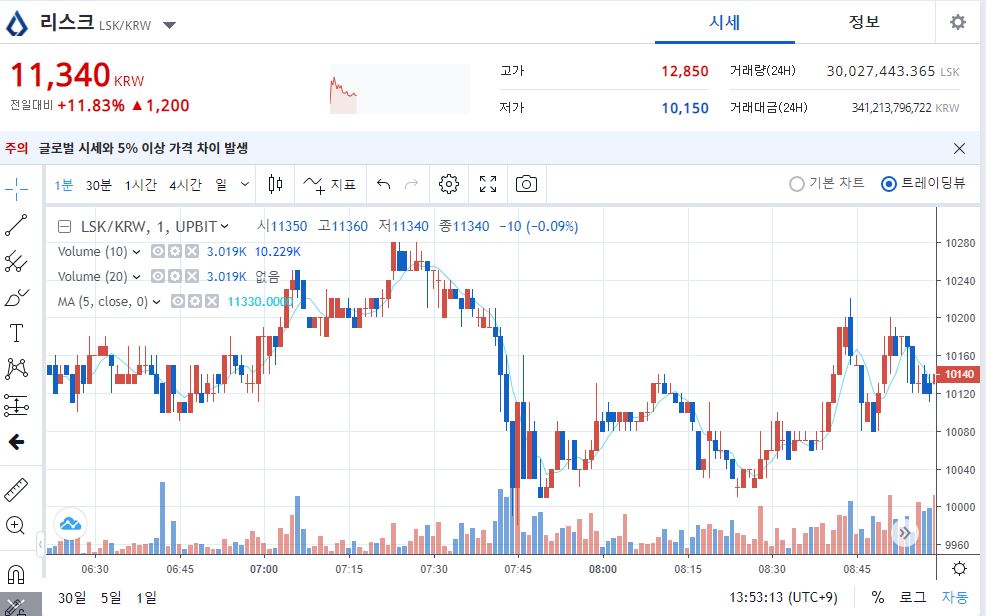 리스크 LSK/KRW
시세 정보
11,340 KRW
전일대비 +11.83% ▲1,200
고가 12,850 거래량(24H) 30,027,443.365 LSK
저가 10,150 거래대금(24H) 341,213,796,722 KRW
주의 글로벌 시세와 5% 이상 가격 차이 발생
1분 30분 1시간 4시간 일 지표 기본 차트 트레이딩뷰
LSK/KRW, 1, UPBIT 시11350 고11360 저11340 종11340 −10 (−0.09%)
Volume (10) 3.019K 10.229K
Volume (20) 3.019K 없음
MA (5, close, 0) 11330.0000
10280
10240
10200
10160
10140
10120
10080
10040
10000
9960
06:30 06:45 07:00 07:15 07:30 07:45 08:00 08:15 08:30 08:45
30일 5일 1일 13:53:13 (UTC+9) % 로그 자동